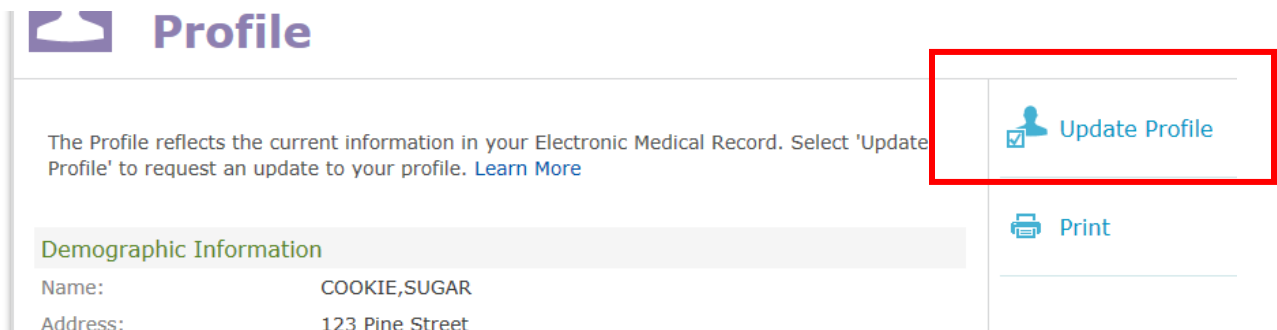 Profile
The Profile reflects the current information in your Electronic Medical Record. Select 'Update
Profile' to request an update to your profile. Learn More
Update Profile
Print
Demographic Information
Name: COOKIE,SUGAR
Address: 123 Pine Street